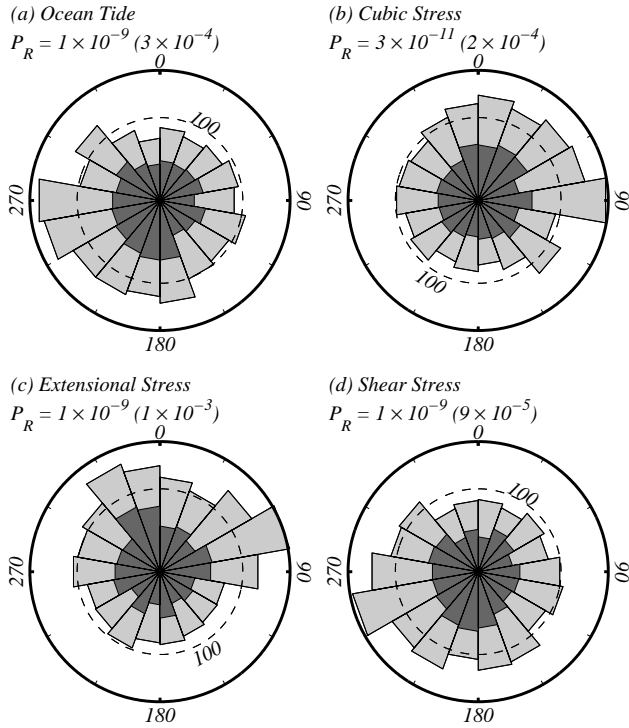 (a) Ocean Tide
P_R = 1 × 10⁻⁹ (3 × 10⁻⁴)
0
100
270
90
180
(b) Cubic Stress
P_R = 3 × 10⁻¹¹ (2 × 10⁻⁴)
0
270
90
100
180
(c) Extensional Stress
P_R = 1 × 10⁻⁹ (1 × 10⁻³)
0
270
90
100
180
(d) Shear Stress
P_R = 1 × 10⁻⁹ (9 × 10⁻⁵)
0
100
270
90
180